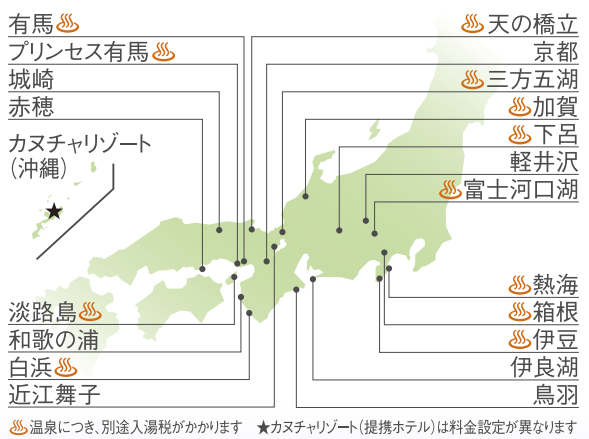 有馬
プリンセス有馬
城崎
赤穂
カヌチャリゾート
（沖縄）
天の橋立
京都
三方五湖
加賀
下呂
軽井沢
富士河口湖
淡路島
和歌の浦
白浜
近江舞子
熱海
箱根
伊豆
伊良湖
鳥羽
温泉につき、別途入湯税がかかります ★カヌチャリゾート（提携ホテル）は料金設定が異なります